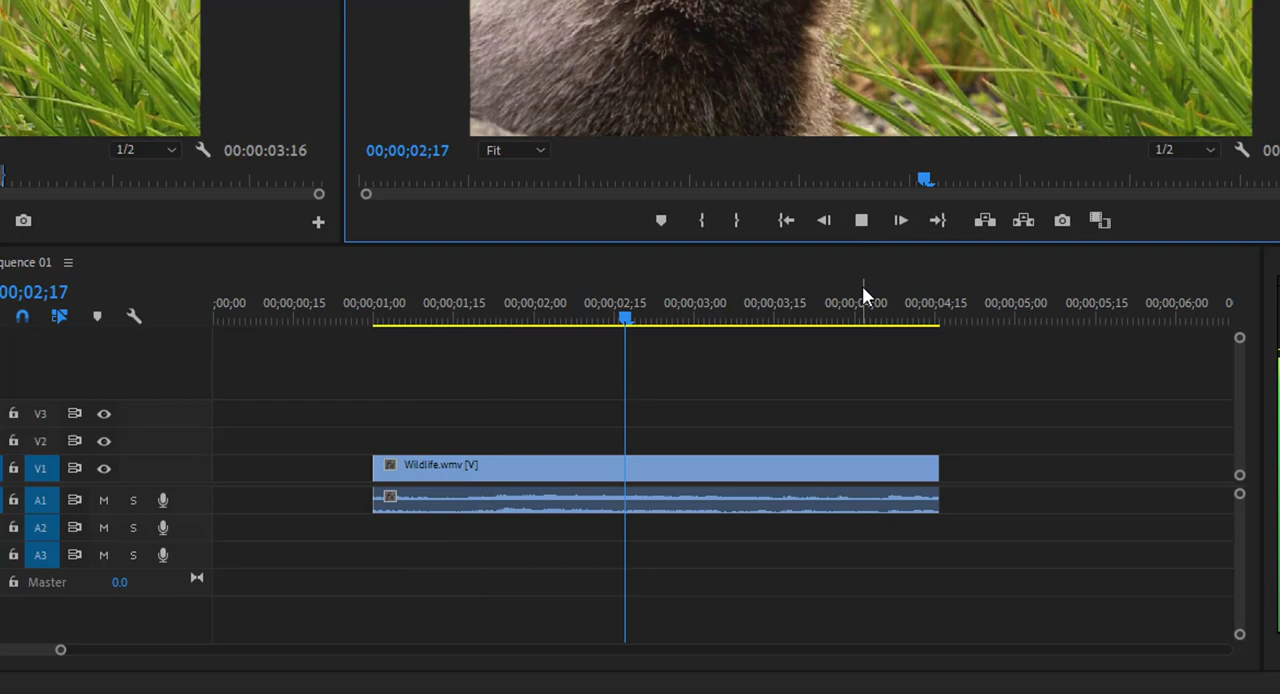 1/2 00:00:03:16 00;00;02;17 Fit 1/2 00
quence 01
00;02;17
;00;00 00;00;00;15 00;00;01;00 00;00;01;15 00;00;02;00 00;00;02;15 00;00;03;00 00;00;03;15 00;00;04;15 00;00;05;00 00;00;05;15 00;00;06;00 0
V3
V2
V1 Wildlife.wmv [V]
A1 M S
A2 M S
A3 M S
Master 0.0